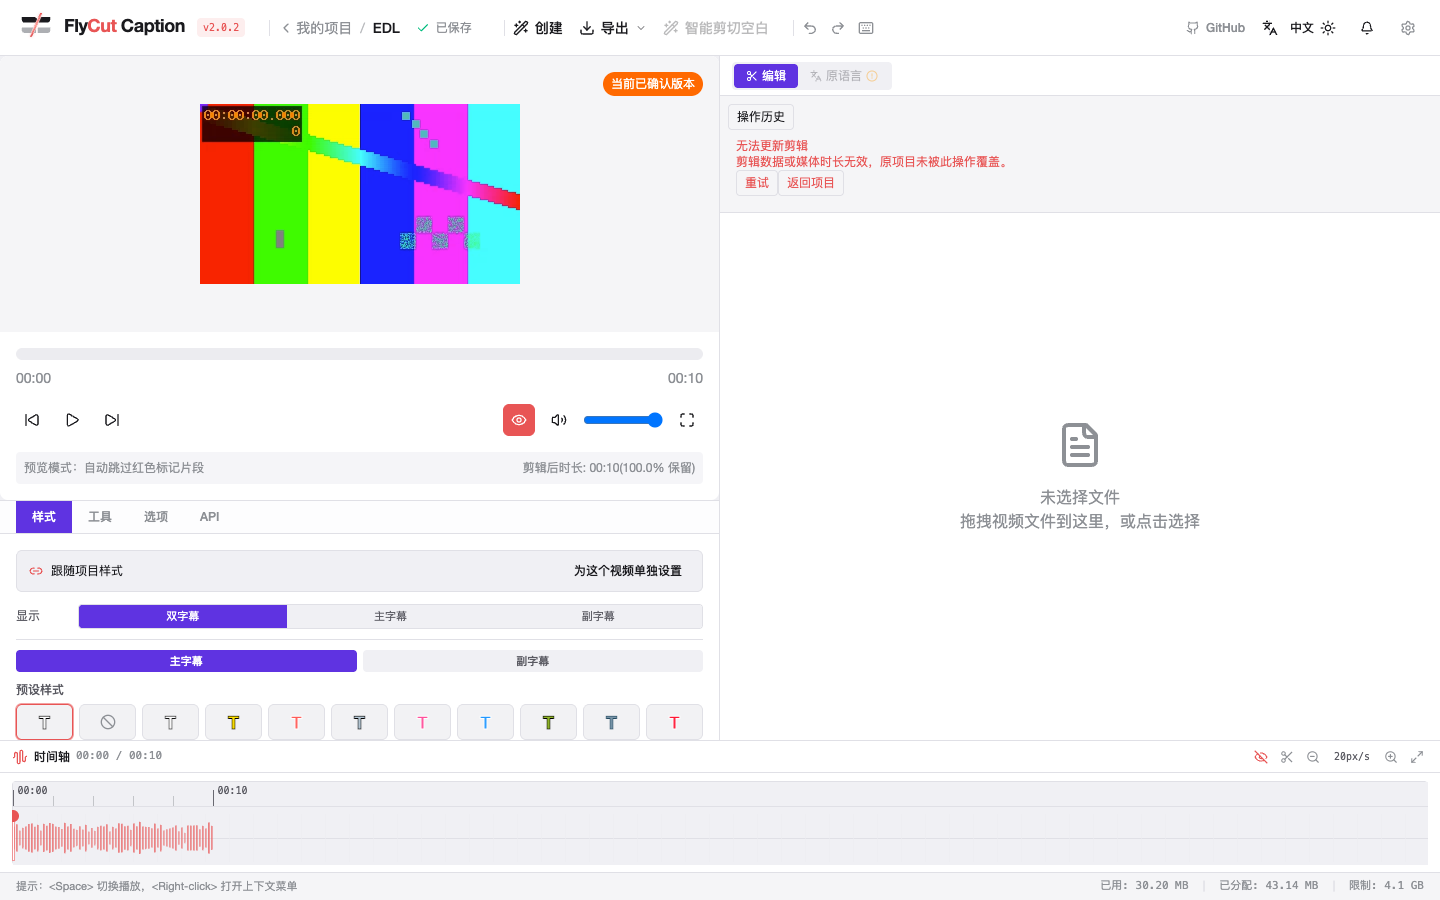 FlyCut Caption v2.0.2 我的项目 / EDL 已保存 创建 导出 智能剪切空白 GitHub 中文
当前已确认版本
00:00:00.000
0
00:00 00:10
预览模式：自动跳过红色标记片段 剪辑后时长: 00:10(100.0% 保留)
样式 工具 选项 API
跟随项目样式 为这个视频单独设置
显示 双字幕 主字幕 副字幕
主字幕 副字幕
预设样式
T T T T T T T T T T
编辑 原语言
操作历史
无法更新剪辑
剪辑数据或媒体时长无效，原项目未被此操作覆盖。
重试 返回项目
未选择文件
拖拽视频文件到这里，或点击选择
时间轴 00:00 / 00:10 20px/s
00:00 00:10
提示：<Space> 切换播放，<Right-click> 打开上下文菜单 已用: 30.20 MB 已分配: 43.14 MB 限制: 4.1 GB